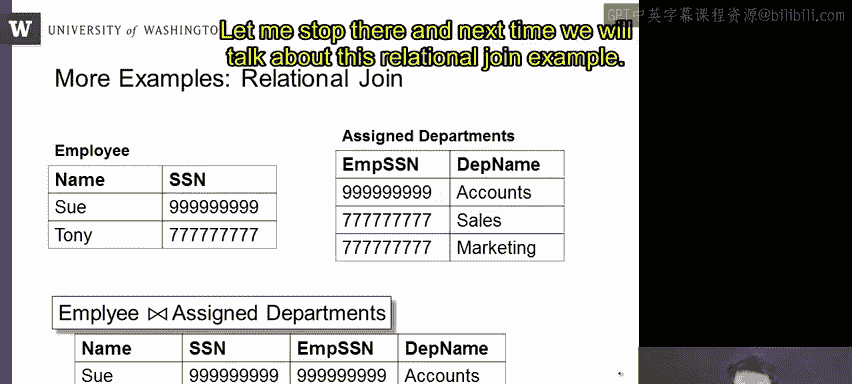 W UNIVERSITY of WASHINGTO
Let me stop there and next time we will
talk about this relational join example.
GPT中英字幕课程资源@bilibili.com
More Examples: Relational Join
Employee
Name SSN
Sue 999999999
Tony 777777777
Assigned Departments
EmpSSN DepName
999999999 Accounts
777777777 Sales
777777777 Marketing
Emplyee ⋈ Assigned Departments
Name SSN EmpSSN DepName
Sue 999999999 999999999 Accounts